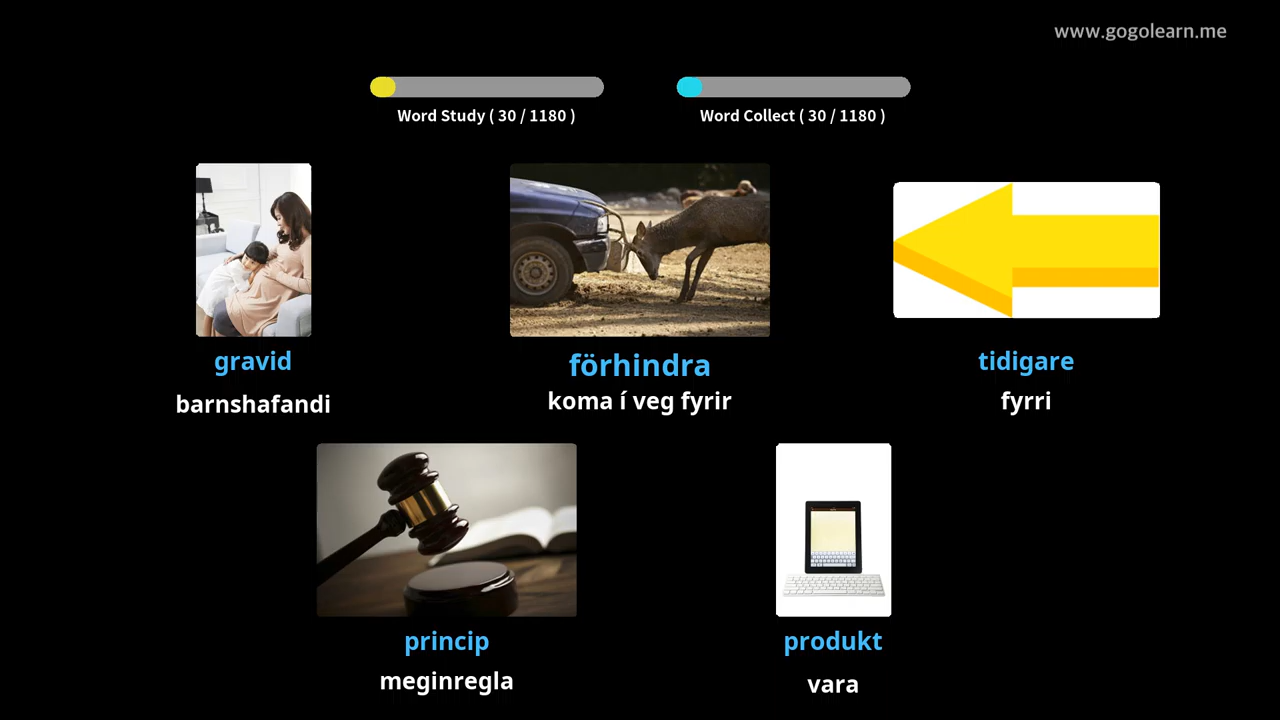 www.gogolearn.me
Word Study ( 30 / 1180 )
Word Collect ( 30 / 1180 )
gravid
barnshafandi
förhindra
koma í veg fyrir
tidigare
fyrri
princip
meginregla
produkt
vara